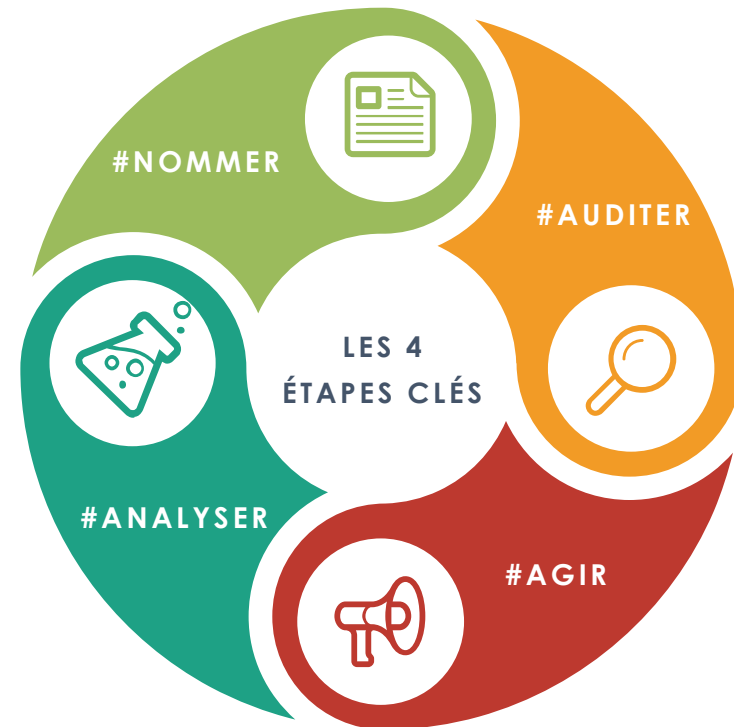 #NOMMER
#AUDITER
LES 4
ÉTAPES CLÉS
#ANALYSER
#AGIR